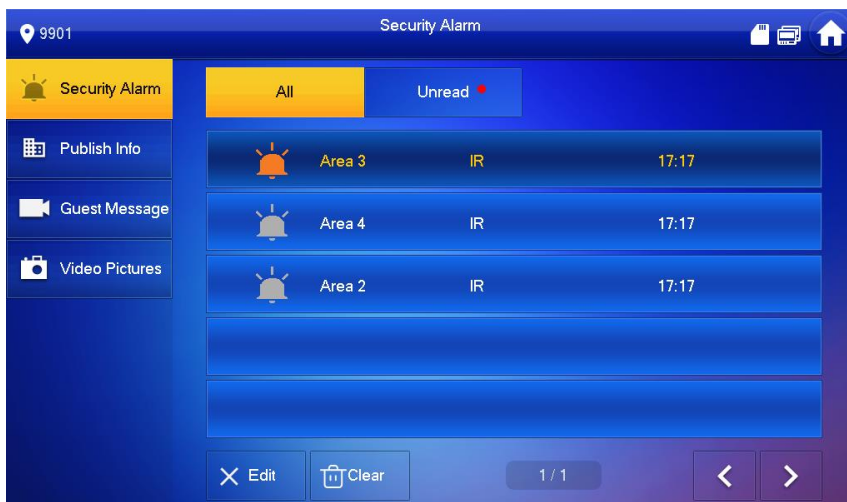 9901
Security Alarm
Security Alarm
Publish Info
Guest Message
Video Pictures
All
Unread
Area 3 IR 17:17
Area 4 IR 17:17
Area 2 IR 17:17
Edit
Clear
1 / 1